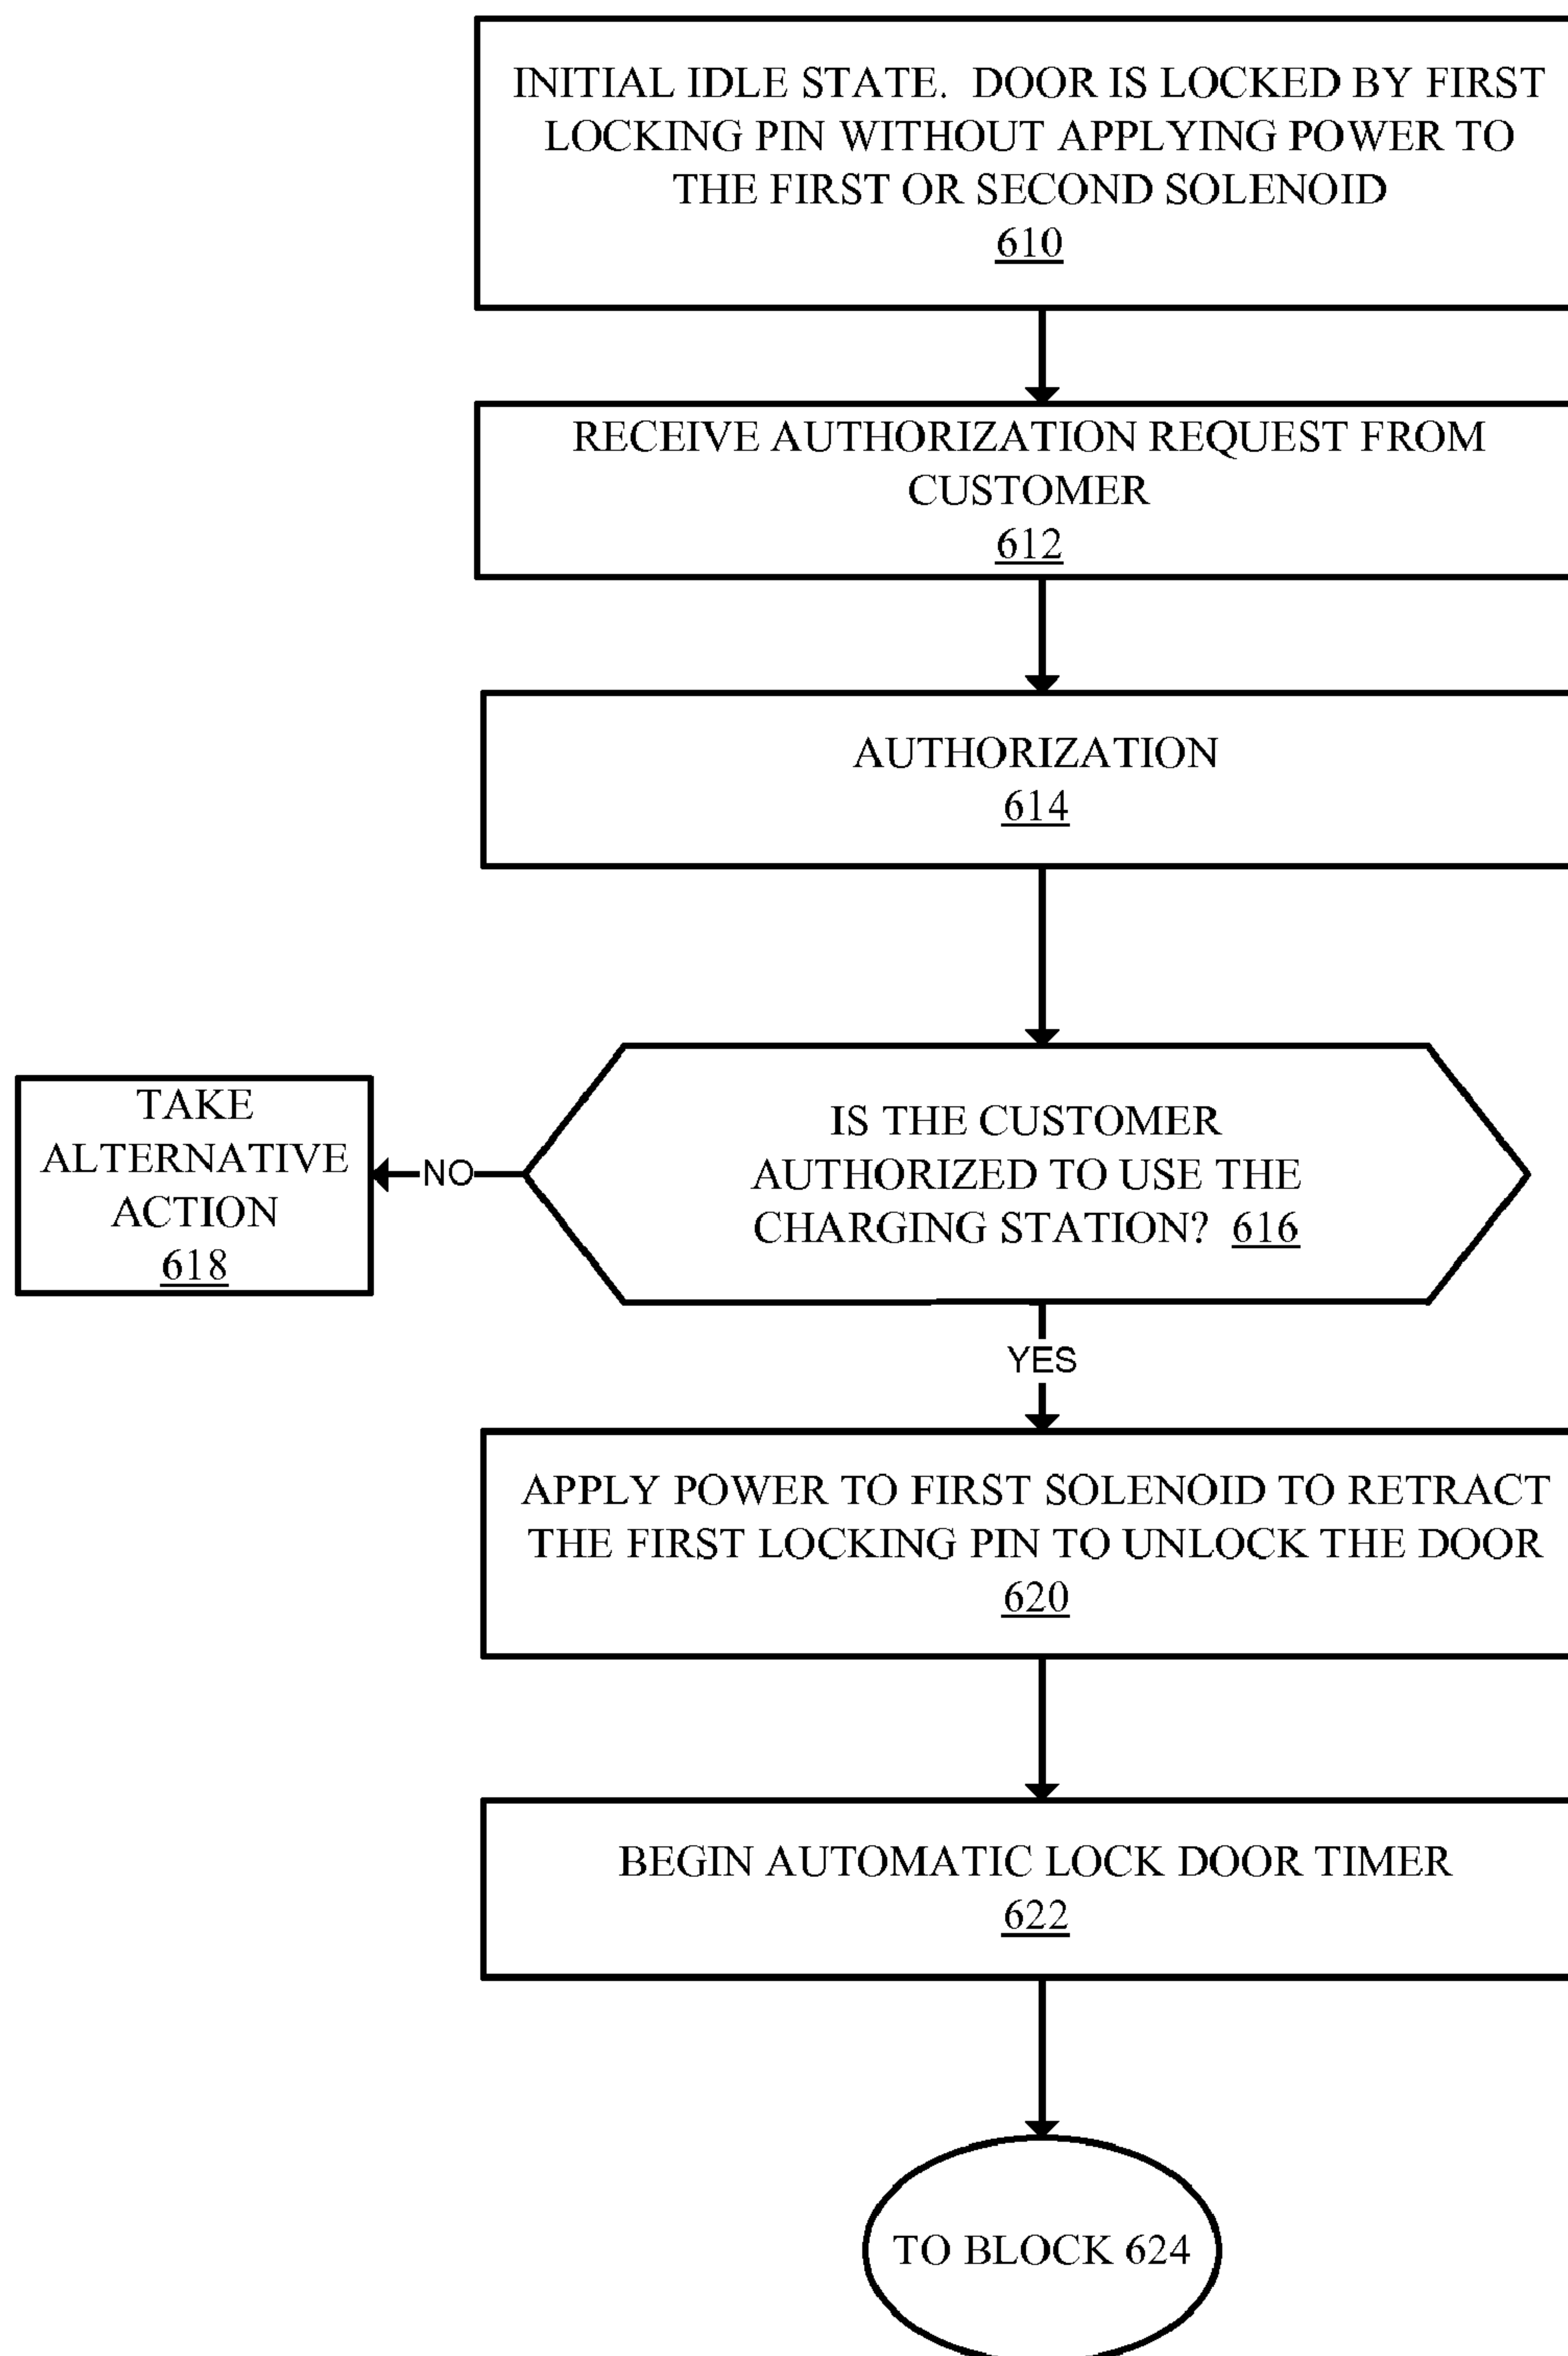 INITIAL IDLE STATE. DOOR IS LOCKED BY FIRST
LOCKING PIN WITHOUT APPLYING POWER TO
THE FIRST OR SECOND SOLENOID
610
RECEIVE AUTHORIZATION REQUEST FROM
CUSTOMER
612
AUTHORIZATION
614
IS THE CUSTOMER
AUTHORIZED TO USE THE
CHARGING STATION? 616
NO
TAKE
ALTERNATIVE
ACTION
618
YES
APPLY POWER TO FIRST SOLENOID TO RETRACT
THE FIRST LOCKING PIN TO UNLOCK THE DOOR
620
BEGIN AUTOMATIC LOCK DOOR TIMER
622
TO BLOCK 624